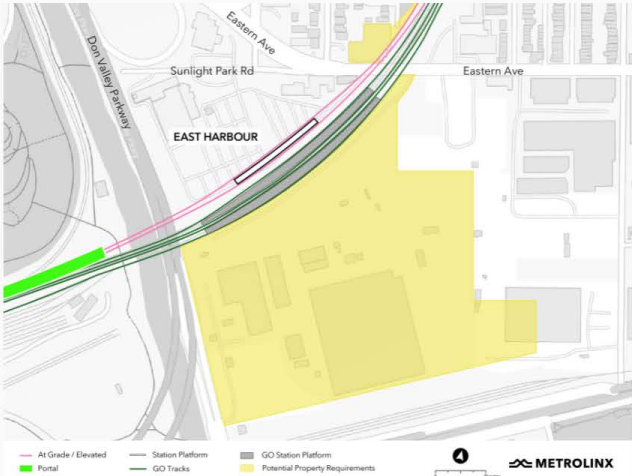 Eastern Ave
Don Valley Parkway
Sunlight Park Rd
Eastern Ave
EAST HARBOUR
At Grade / Elevated
Station Platform
GO Station Platform
METROLINX
Portal
GO Tracks
Potential Property Requirements